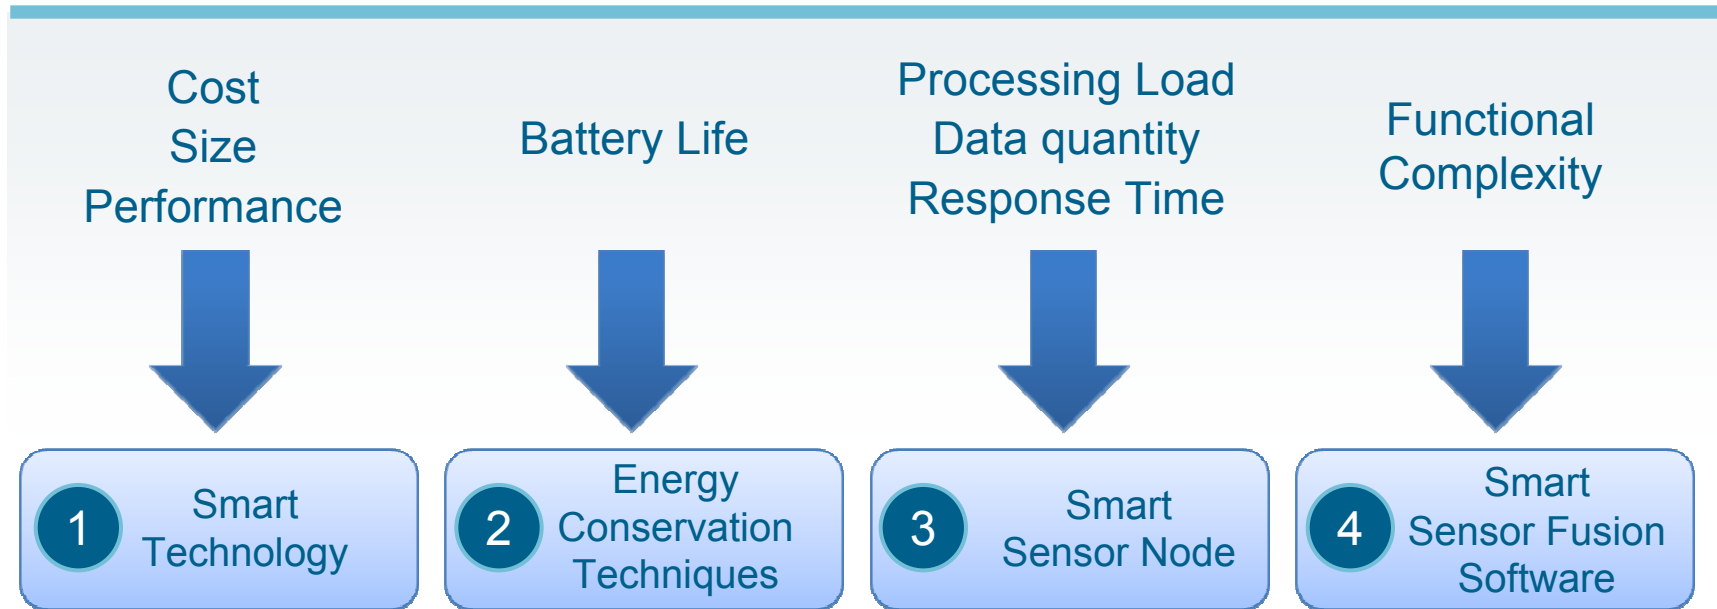 Cost
Size
Performance
Battery Life
Processing Load
Data quantity
Response Time
Functional
Complexity
1
Smart
Technology
2
Energy
Conservation
Techniques
3
Smart
Sensor Node
4
Smart
Sensor Fusion
Software